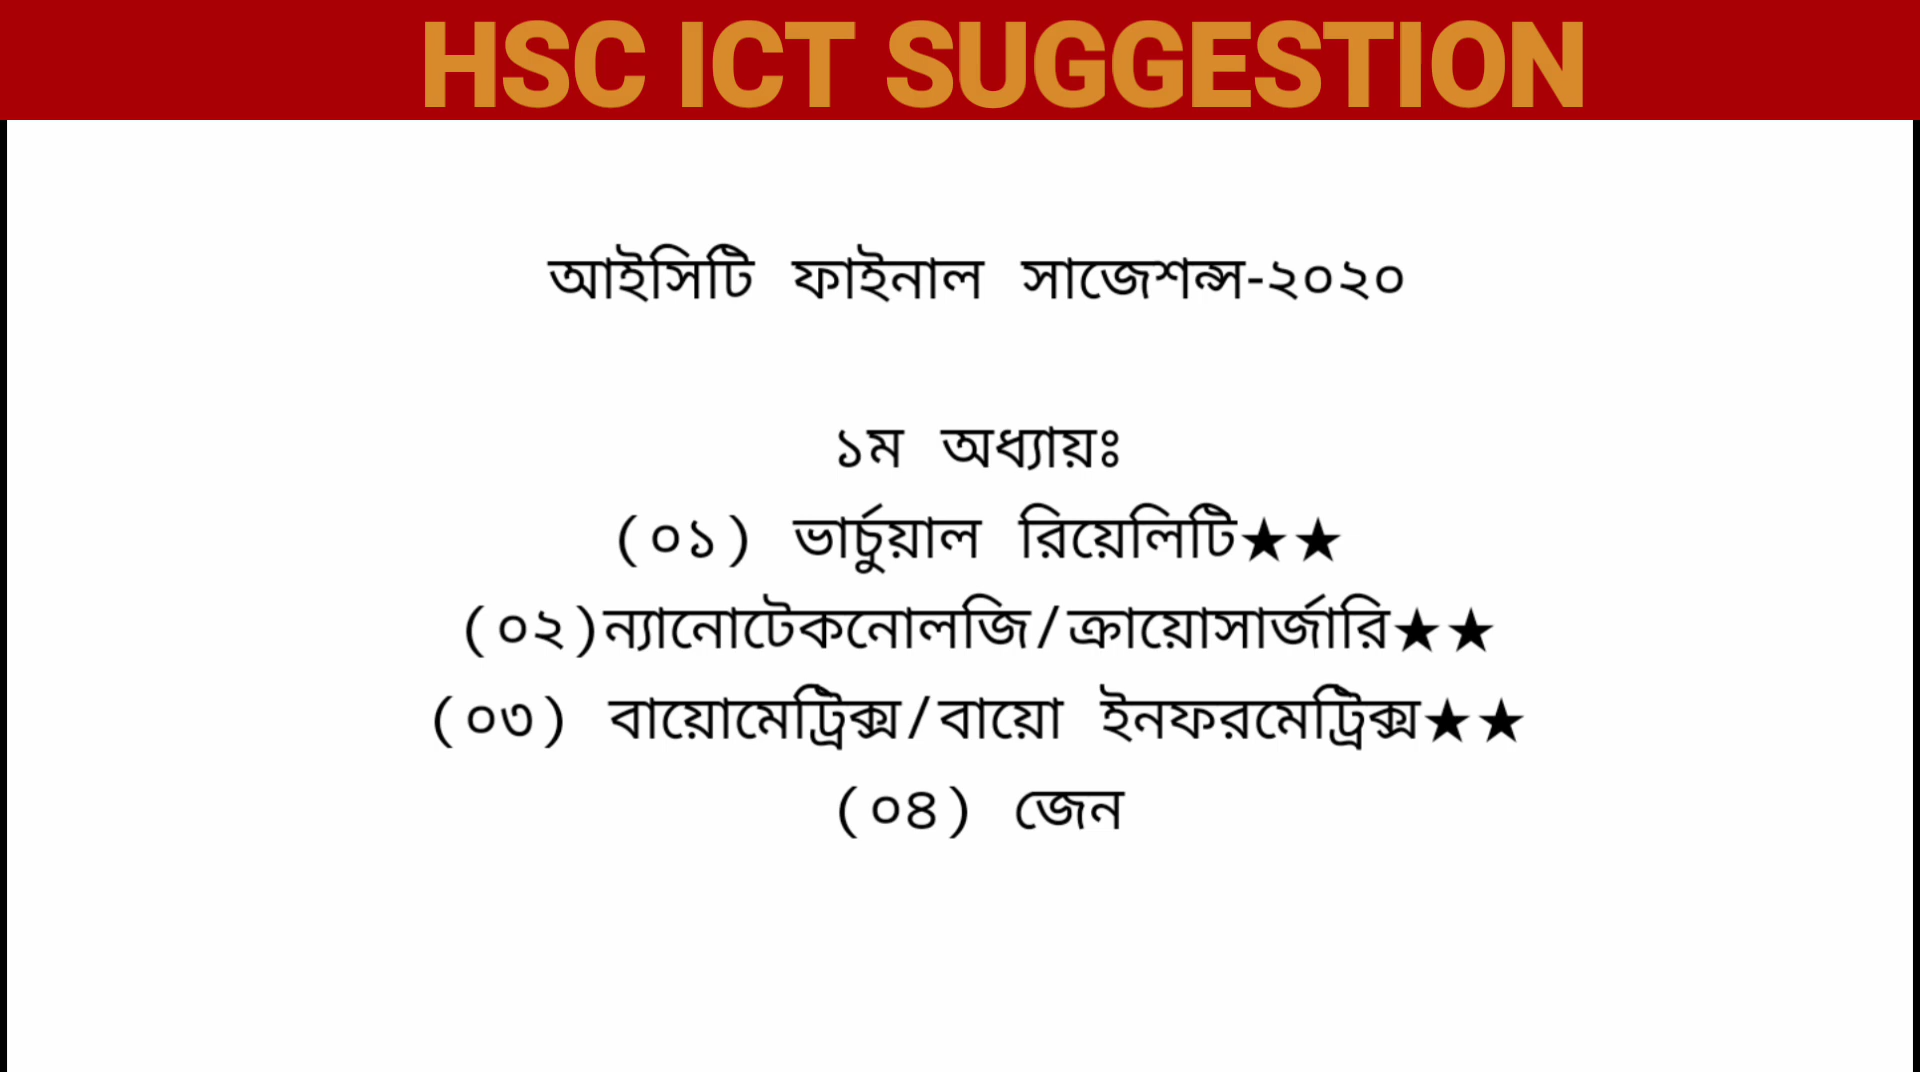 HSC ICT SUGGESTION
আইসিটি ফাইনাল সাজেশন্স-২০২০
১ম অধ্যায়ঃ
(০১) ভার্চুয়াল রিয়েলিটি★★
(০২)ন্যানোটেকনোলজি/ক্রায়োসার্জারি★★
(০৩) বায়োমেট্রিক্স/বায়ো ইনফরমেট্রিক্স★★
(০৪) জেন